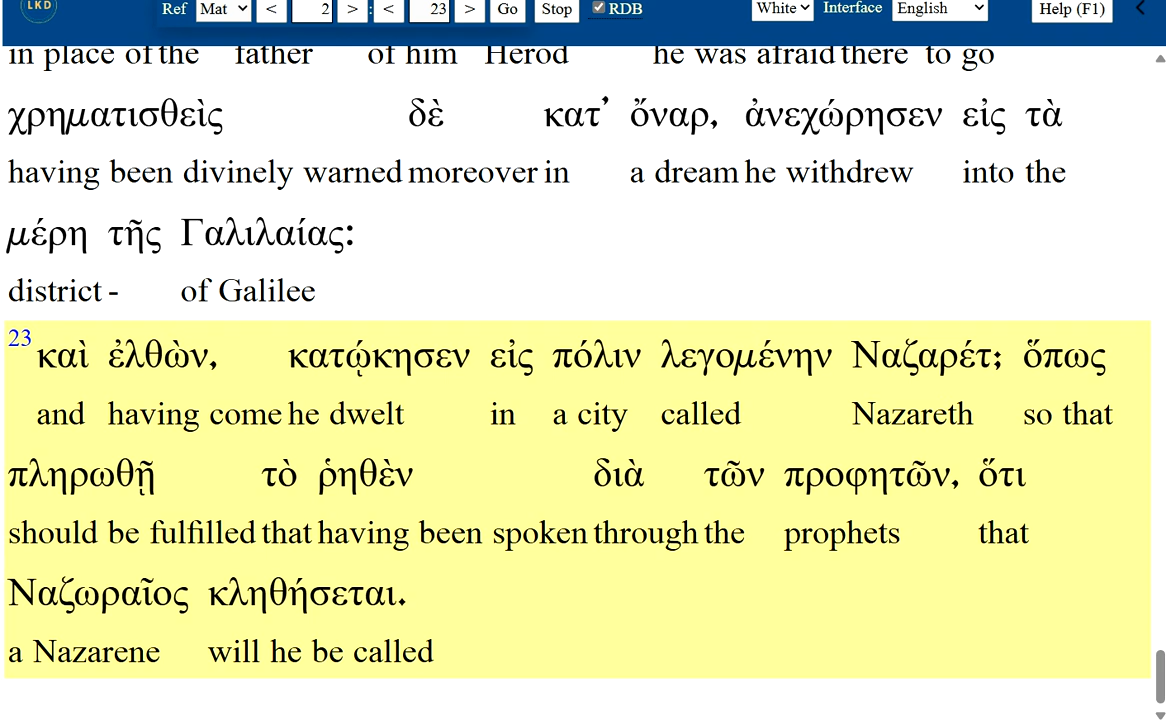 LKD Ref Mat < 2 > : < 23 > Go Stop RDB White Interface English Help (F1)
in place of the father of him Herod he was afraid there to go
χρηματισθεὶς δὲ κατ’ ὄναρ, ἀνεχώρησεν εἰς τὰ
having been divinely warned moreover in a dream he withdrew into the
μέρη τῆς Γαλιλαίας:
district - of Galilee
23 καὶ ἐλθὼν, κατῴκησεν εἰς πόλιν λεγομένην Ναζαρέτ; ὅπως
and having come he dwelt in a city called Nazareth so that
πληρωθῇ τὸ ῥηθὲν διὰ τῶν προφητῶν, ὅτι
should be fulfilled that having been spoken through the prophets that
Ναζωραῖος κληθήσεται.
a Nazarene will he be called